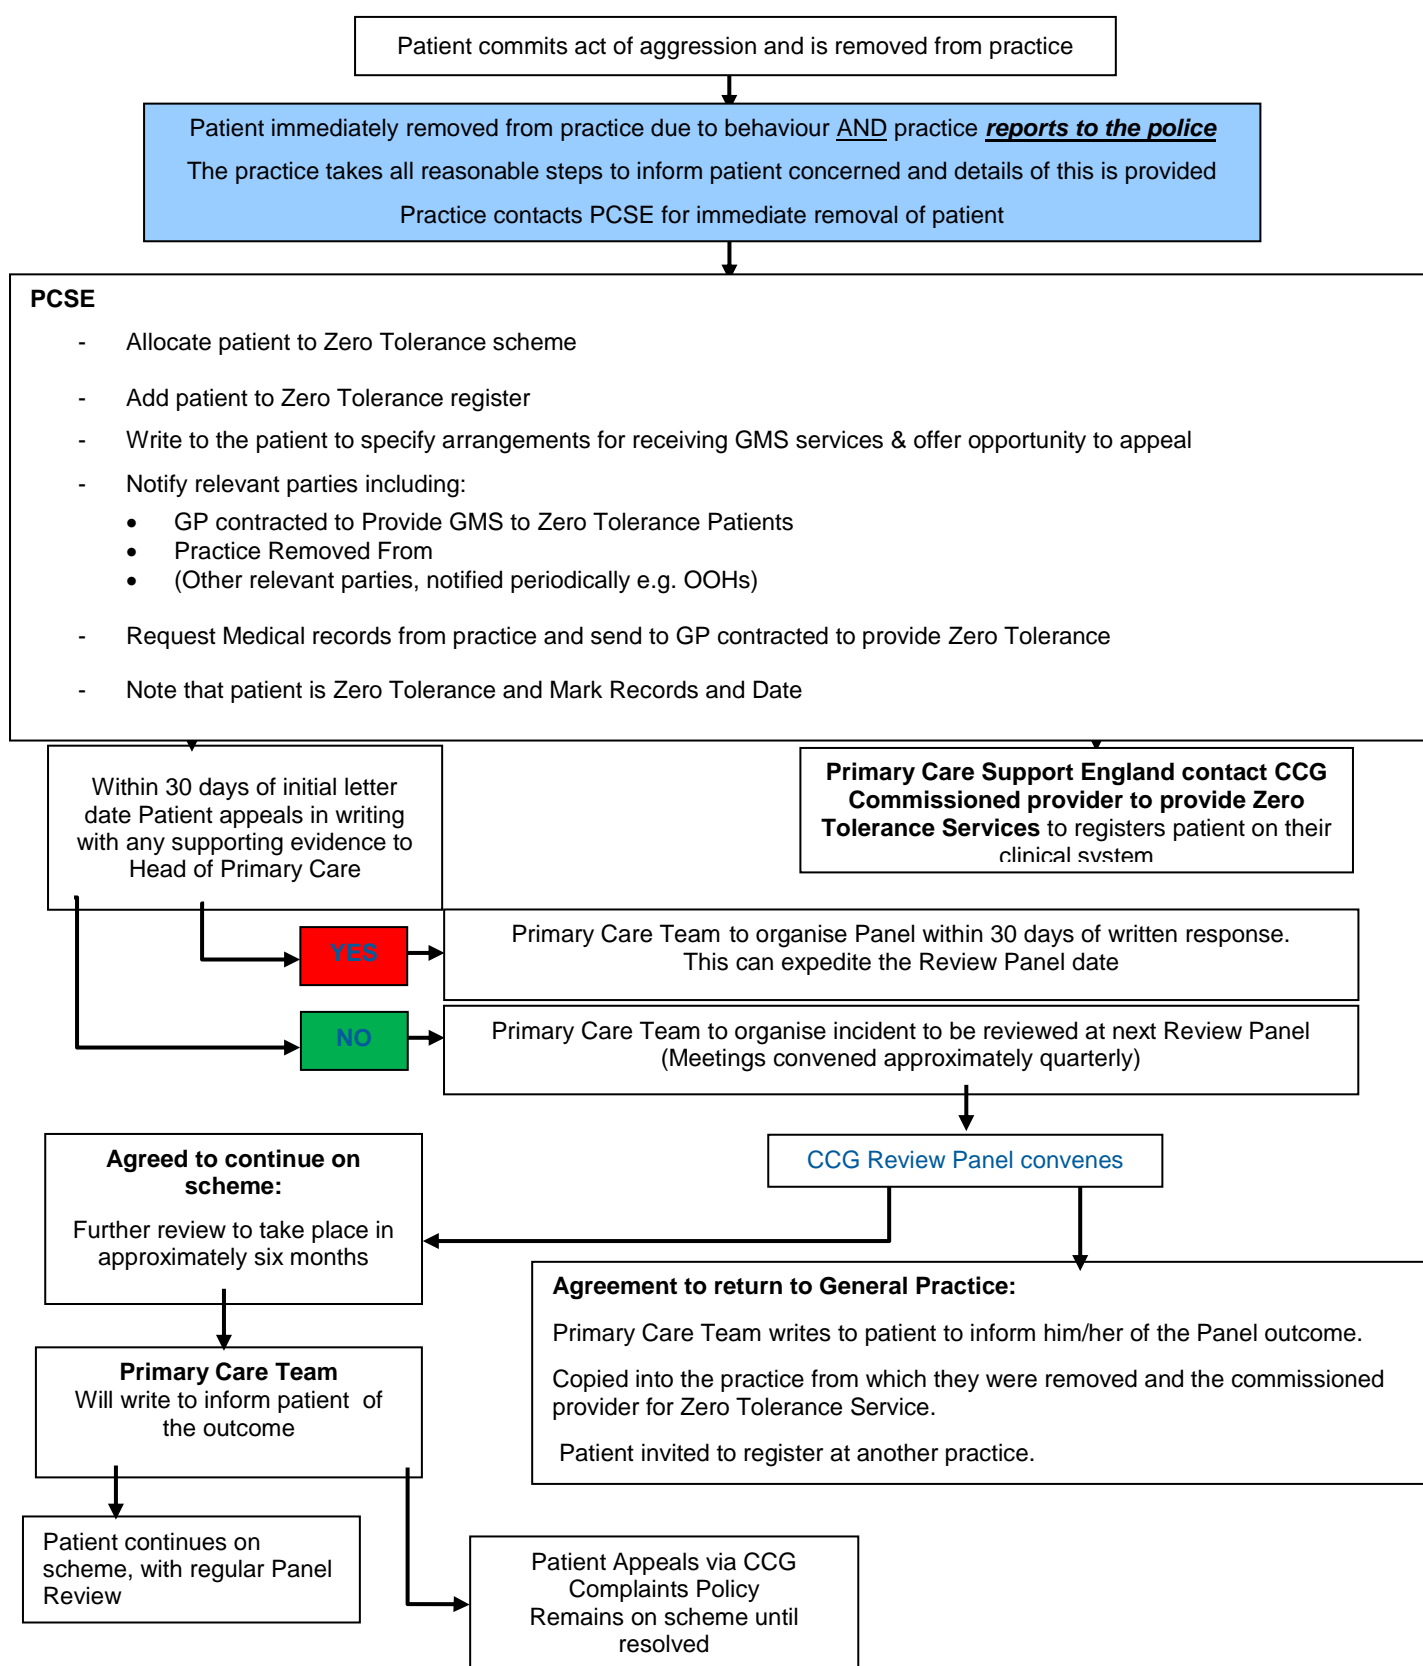 Patient commits act of aggression and is removed from practice
Patient immediately removed from practice due to behaviour AND practice reports to the police
The practice takes all reasonable steps to inform patient concerned and details of this is provided
Practice contacts PCSE for immediate removal of patient
PCSE
- Allocate patient to Zero Tolerance scheme
- Add patient to Zero Tolerance register
- Write to the patient to specify arrangements for receiving GMS services & offer opportunity to appeal
- Notify relevant parties including:
• GP contracted to Provide GMS to Zero Tolerance Patients
• Practice Removed From
• (Other relevant parties, notified periodically e.g. OOHs)
- Request Medical records from practice and send to GP contracted to provide Zero Tolerance
- Note that patient is Zero Tolerance and Mark Records and Date
Within 30 days of initial letter
date Patient appeals in writing
with any supporting evidence to
Head of Primary Care
Primary Care Support England contact CCG
Commissioned provider to provide Zero
Tolerance Services to registers patient on their
clinical system
YES
Primary Care Team to organise Panel within 30 days of written response.
This can expedite the Review Panel date
NO
Primary Care Team to organise incident to be reviewed at next Review Panel
(Meetings convened approximately quarterly)
CCG Review Panel convenes
Agreed to continue on
scheme:
Further review to take place in
approximately six months
Agreement to return to General Practice:
Primary Care Team writes to patient to inform him/her of the Panel outcome.
Copied into the practice from which they were removed and the commissioned
provider for Zero Tolerance Service.
Patient invited to register at another practice.
Primary Care Team
Will write to inform patient of
the outcome
Patient continues on
scheme, with regular Panel
Review
Patient Appeals via CCG
Complaints Policy
Remains on scheme until
resolved